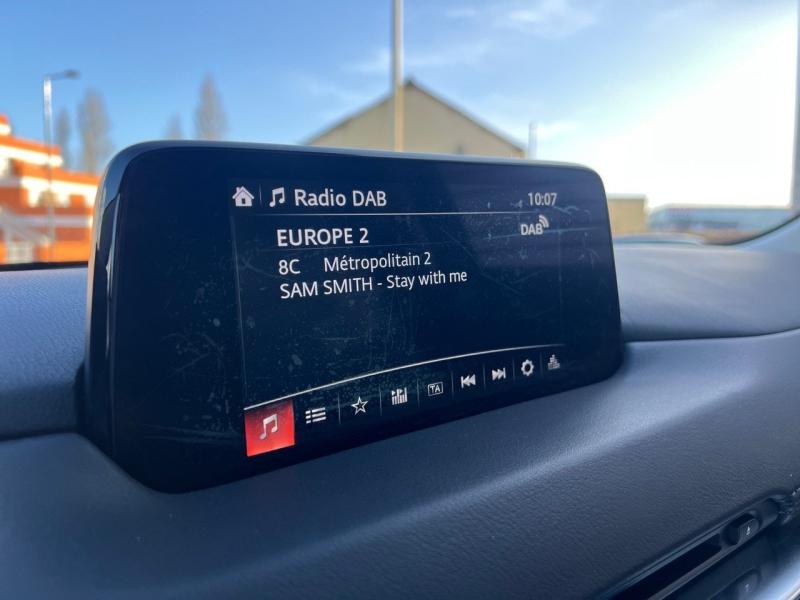 Radio DAB 10:07
EUROPE 2 DAB
8C Métropolitain 2
SAM SMITH - Stay with me
TA